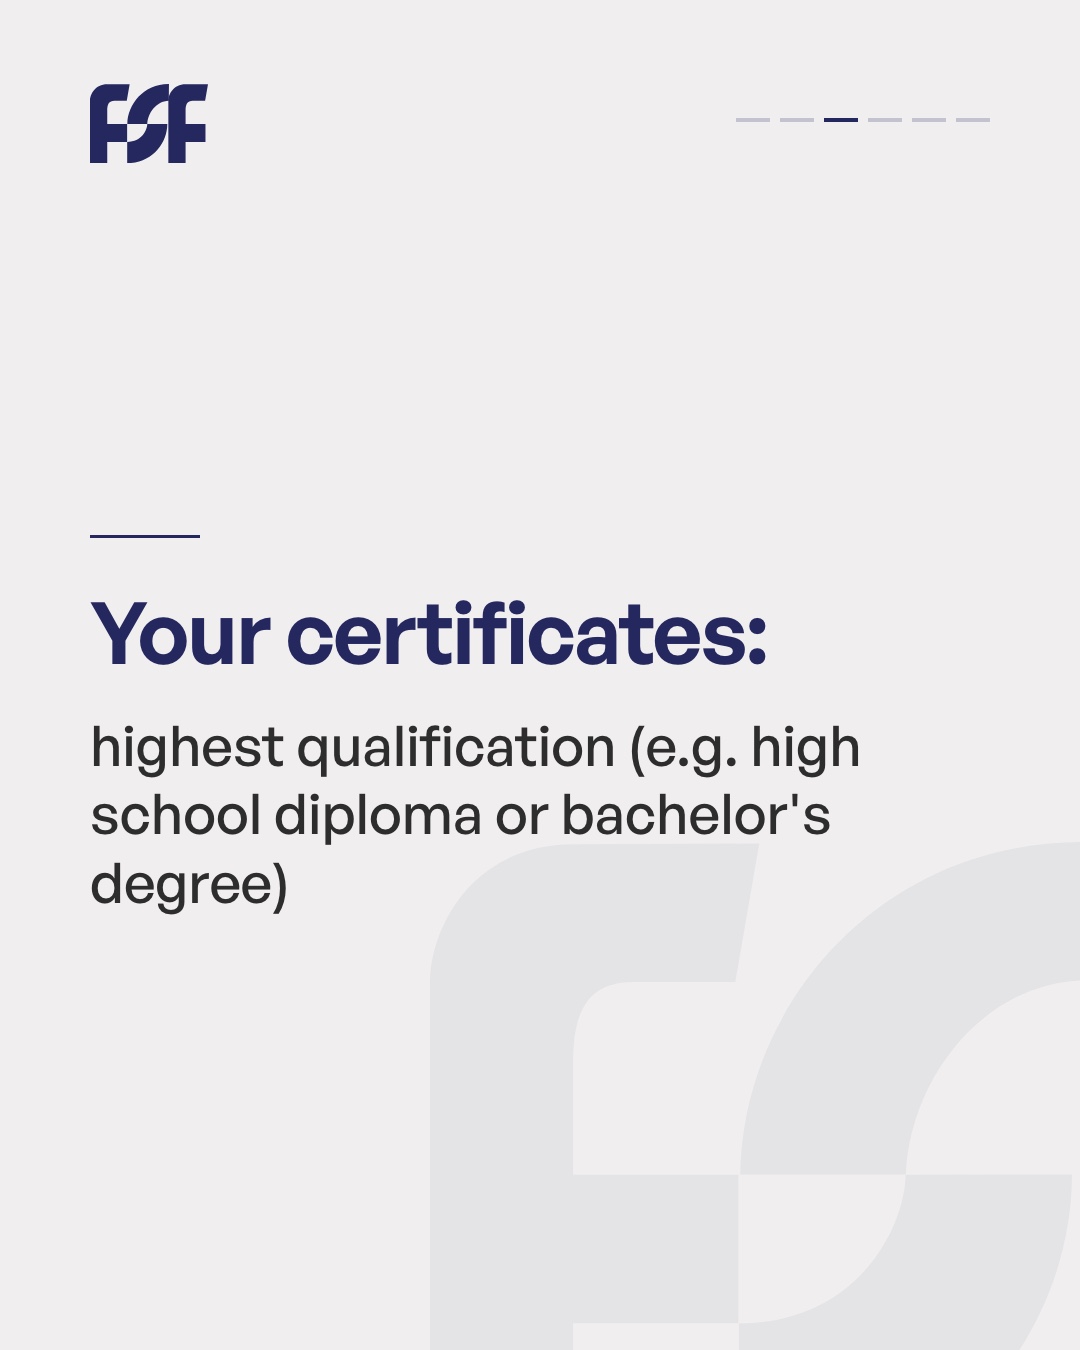 FSF
Your certificates:
highest qualification (e.g. high
school diploma or bachelor's
degree)